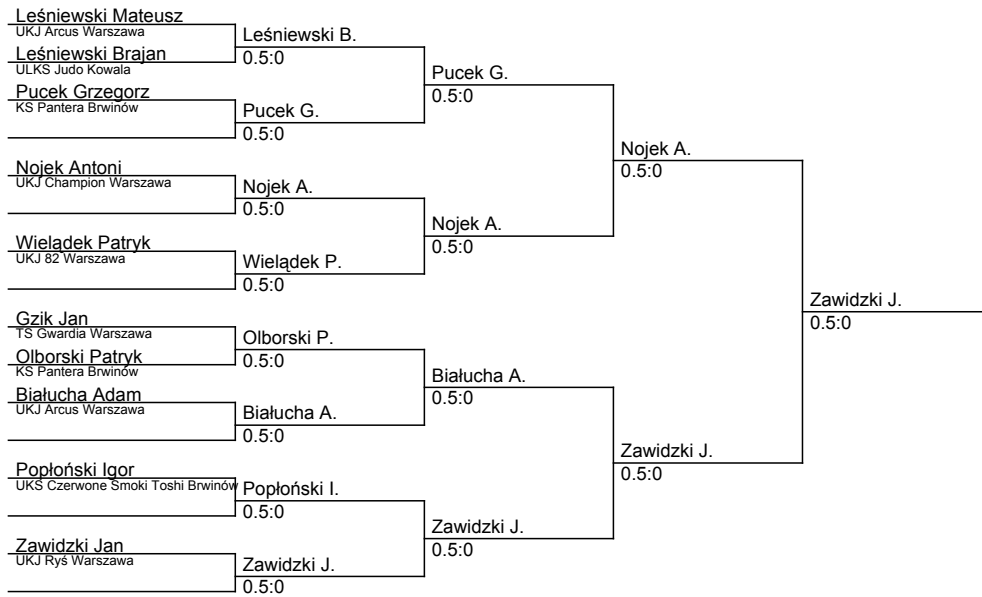 Leśniewski Mateusz
UKJ Arcus Warszawa
Leśniewski Brajan
ULKS Judo Kowala
Pucek Grzegorz
KS Pantera Brwinów
Nojek Antoni
UKJ Champion Warszawa
Wielądek Patryk
UKJ 82 Warszawa
Gzik Jan
TS Gwardia Warszawa
Olborski Patryk
KS Pantera Brwinów
Białucha Adam
UKJ Arcus Warszawa
Popłoński Igor
UKS Czerwone Smoki Toshi Brwinów
Zawidzki Jan
UKJ Ryś Warszawa
Leśniewski B.
0.5:0
Pucek G.
0.5:0
Nojek A.
0.5:0
Wielądek P.
0.5:0
Olborski P.
0.5:0
Białucha A.
0.5:0
Popłoński I.
0.5:0
Zawidzki J.
0.5:0
Pucek G.
0.5:0
Nojek A.
0.5:0
Białucha A.
0.5:0
Zawidzki J.
0.5:0
Nojek A.
0.5:0
Zawidzki J.
0.5:0
Zawidzki J.
0.5:0